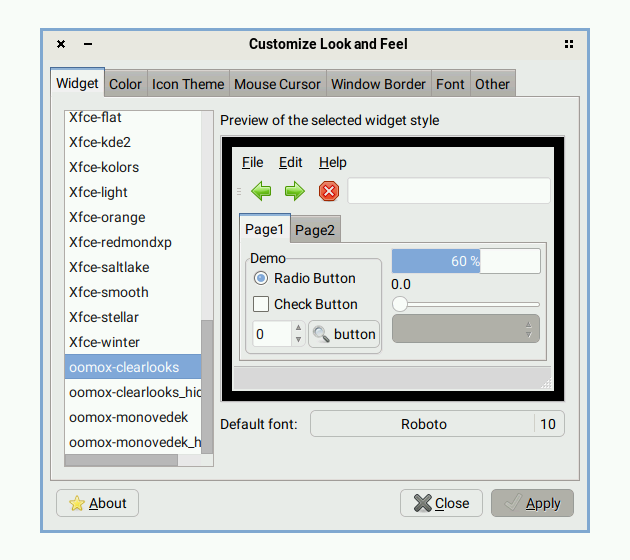 Customize Look and Feel
Widget Color Icon Theme Mouse Cursor Window Border Font Other
Xfce-flat
Xfce-kde2
Xfce-kolors
Xfce-light
Xfce-orange
Xfce-redmondxp
Xfce-saltlake
Xfce-smooth
Xfce-stellar
Xfce-winter
oomox-clearlooks
oomox-clearlooks_hid
oomox-monovedek
oomox-monovedek_h
Preview of the selected widget style
File Edit Help
Page1 Page2
Demo
Radio Button
Check Button
0 button
60 %
0.0
Default font: Roboto 10
About Close Apply